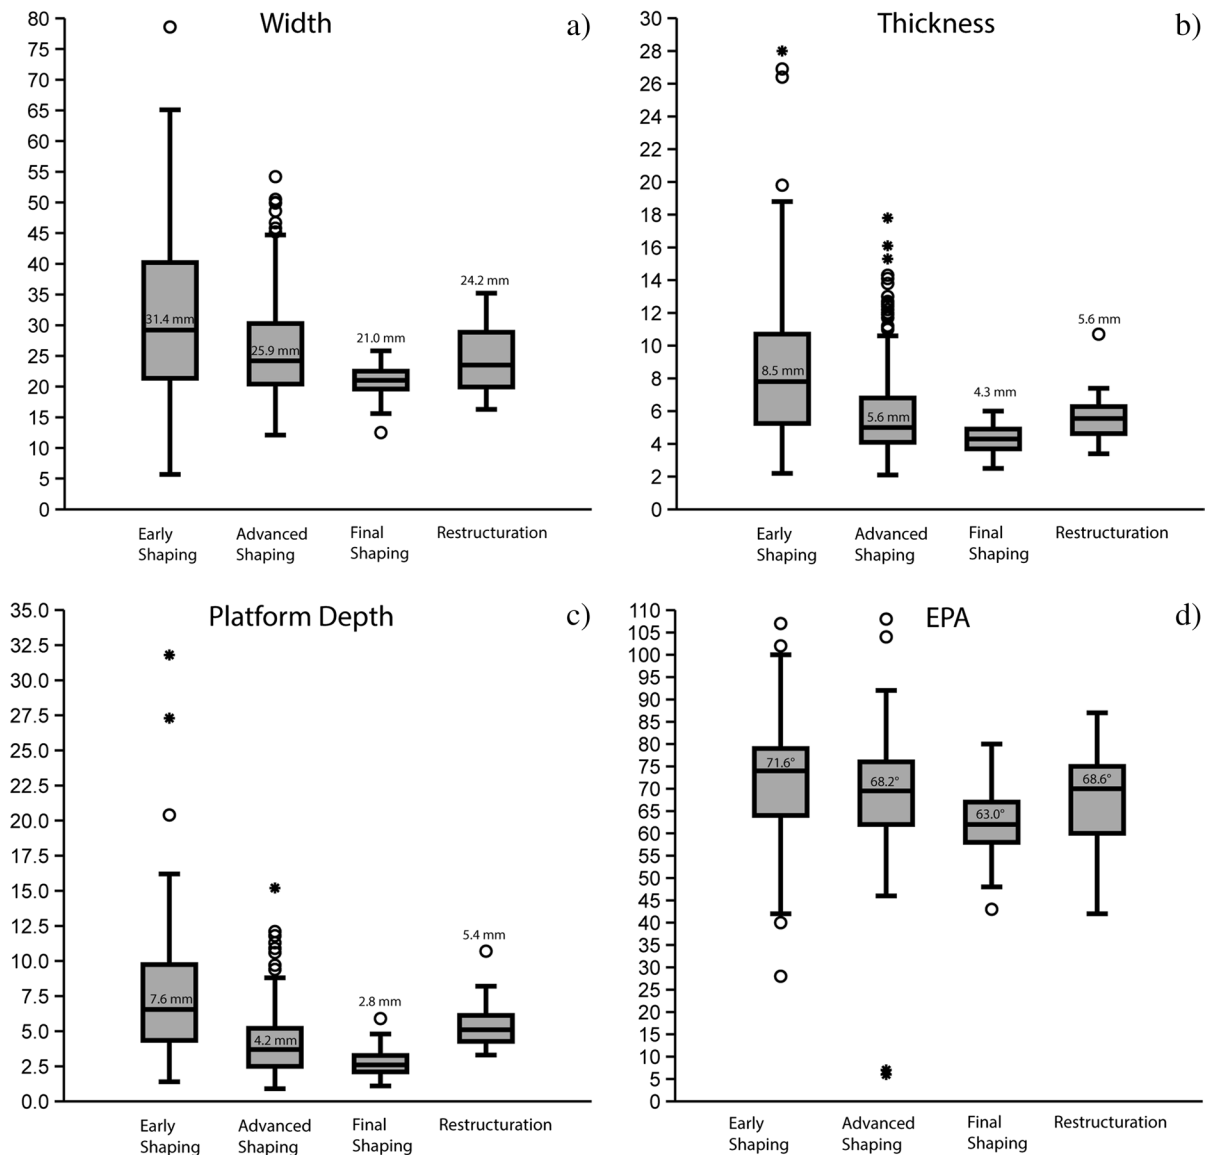 Width
a)
80
75
70
65
60
55
50
45
40
35
30
25
20
15
10
5
0
31.4 mm
25.9 mm
21.0 mm
24.2 mm
Early
Shaping
Advanced
Shaping
Final
Shaping
Restructuration
Thickness
b)
30
28
26
24
22
20
18
16
14
12
10
8
6
4
2
0
8.5 mm
5.6 mm
4.3 mm
5.6 mm
Early
Shaping
Advanced
Shaping
Final
Shaping
Restructuration
Platform Depth
c)
35.0
32.5
30.0
27.5
25.0
22.5
20.0
17.5
15.0
12.5
10.0
7.5
5.0
2.5
0.0
7.6 mm
4.2 mm
2.8 mm
5.4 mm
Early
Shaping
Advanced
Shaping
Final
Shaping
Restructuration
EPA
d)
110
105
100
95
90
85
80
75
70
65
60
55
50
45
40
35
30
25
20
15
10
5
0
71.6°
68.2°
63.0°
68.6°
Early
Shaping
Advanced
Shaping
Final
Shaping
Restructuration